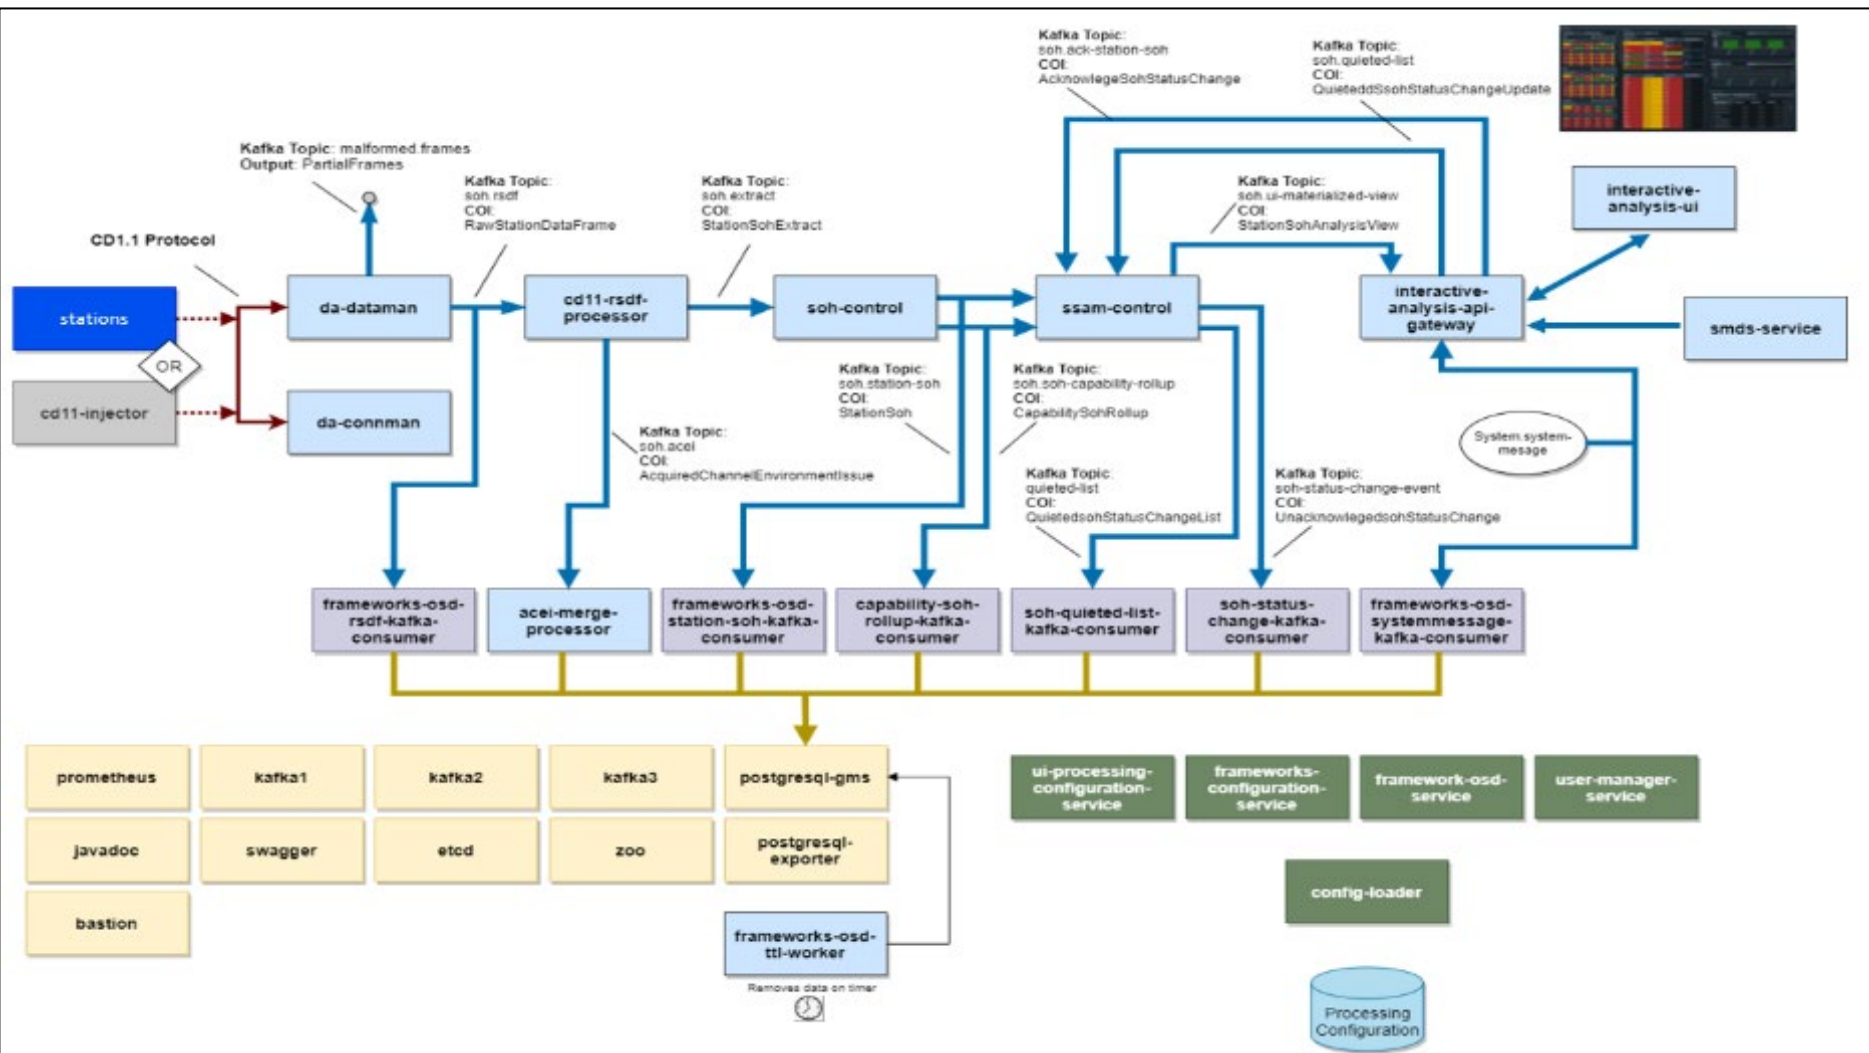 Kafka Topic:
soh.ack-station-soh
COI:
AcknowlegeSohStatusChange
Kafka Topic:
soh.quieted-list
COI:
QuieteddSsohStatusChangeUpdate
Kafka Topic: malformed.frames
Output: PartialFrames
Kafka Topic:
soh.rsdf
COI:
RawStationDataFrame
Kafka Topic:
soh.extract
COI:
StationSohExtract
Kafka Topic:
soh.ui-materialized-view
COI:
StationSohAnalysisView
interactive-
analysis-ui
CD1.1 Protocol
stations
OR
cd11-injector
da-dataman
da-connman
cd11-rsdf-
processor
soh-control
ssam-control
interactive-
analysis-api-
gateway
smds-service
Kafka Topic:
soh.acei
COI:
AcquiredChannelEnvironmentIssue
Kafka Topic:
soh.station-soh
COI:
StationSoh
Kafka Topic:
soh.soh-capability-rollup
COI:
CapabilitySohRollup
Kafka Topic:
quieted-list
COI:
QuietedsohStatusChangeList
Kafka Topic:
soh-status-change-event
COI:
UnacknowlegedsohStatusChange
System.system-
mesage
frameworks-osd-
rsdf-kafka-
consumer
acei-merge-
processor
frameworks-osd-
station-soh-kafka-
consumer
capability-soh-
rollup-kafka-
consumer
soh-quieted-list-
kafka-consumer
soh-status-
change-kafka-
consumer
frameworks-osd-
systemmessage-
kafka-consumer
prometheus
kafka1
kafka2
kafka3
postgresql-gms
javadoc
swagger
etcd
zoo
postgresql-
exporter
bastion
frameworks-osd-
ttl-worker
Removes data on timer
ui-processing-
configuration-
service
frameworks-
configuration-
service
framework-osd-
service
user-manager-
service
config-loader
Processing
Configuration